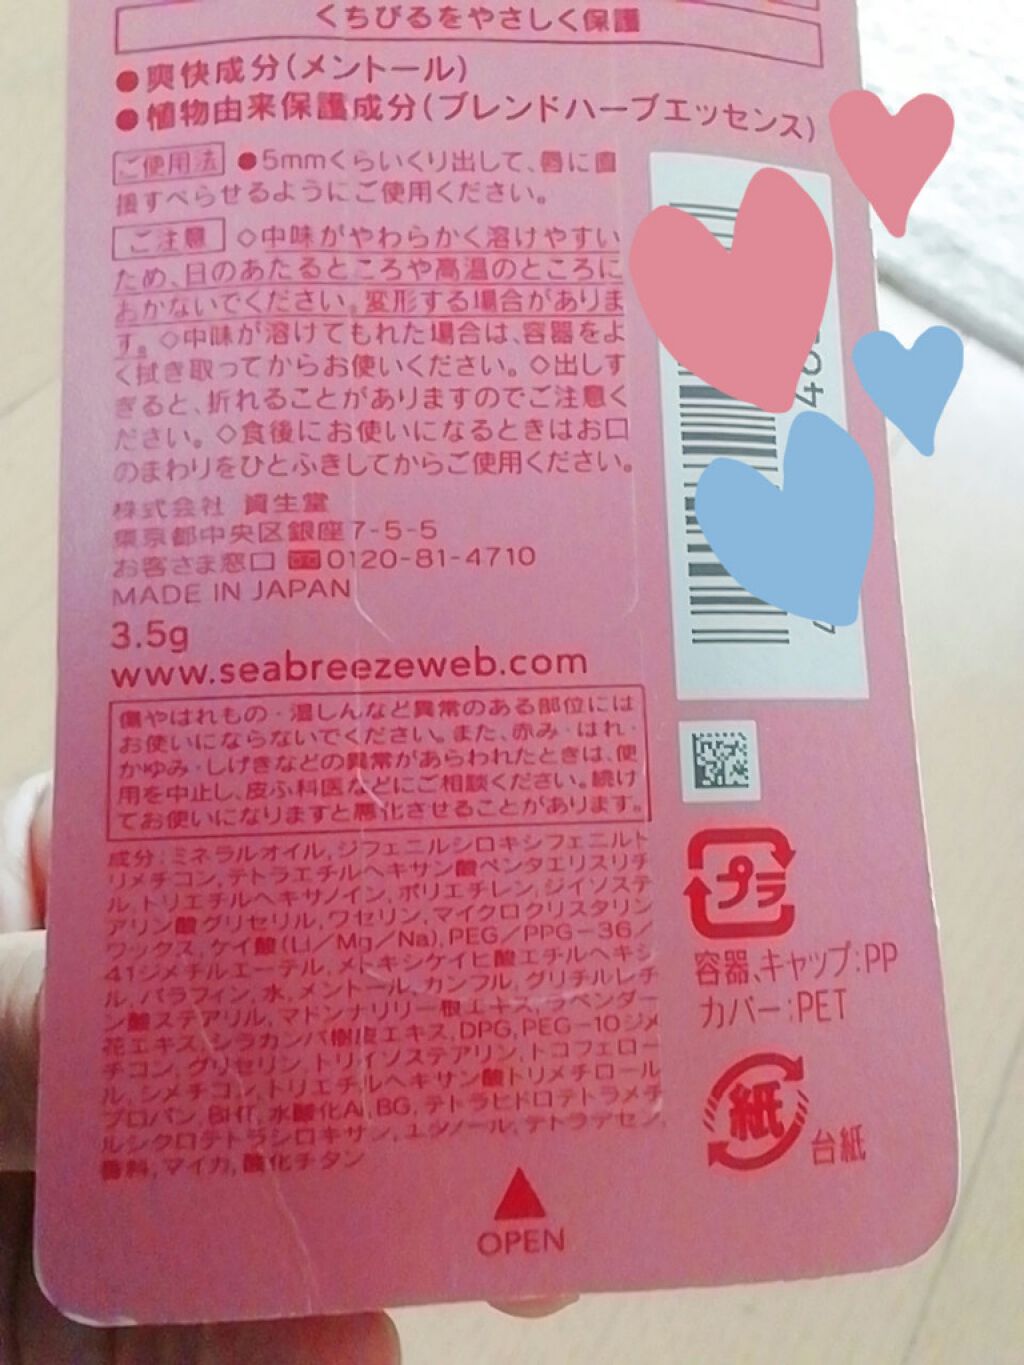 くちびるをやさしく保護
●爽快成分(メントール)
●植物由来保護成分(ブレンドハーブエッセンス)
ご使用法 ●5mmくらいくり出して、唇に直
接すべらせるようにご使用ください。
ご注意 ◇中味がやわらかく溶けやすい
ため、日のあたるところや高温のところに
おかないでください。変形する場合がありま
す。◇中味が溶けてもれた場合は、容器をよ
く拭き取ってからお使いください。◇出しす
ぎると、折れることがありますのでご注意く
ださい。◇食後にお使いになるときはお口
のまわりをひとふきしてからご使用ください。
株式会社 資生堂
東京都中央区銀座7-5-5
お客さま窓口 0120-81-4710
MADE IN JAPAN
3.5g
www.seabreezeweb.com
傷やはれもの・湿しんなど異常のある部位には
お使いにならないでください。また、赤み・はれ・
かゆみ・しげきなどの異常があらわれたときは、使
用を中止し、皮ふ科医などにご相談ください。続け
てお使いになりますと悪化させることがあります。
成分:ミネラルオイル,ジフェニルシロキシフェニルト
リメチコン,テトラエチルヘキサン酸ペンタエリスリチ
ル,トリエチルヘキサノイン,ポリエチレン,ジイソステ
アリン酸グリセリル,ワセリン,マイクロクリスタリン
ワックス,ケイ酸(Li/Mg/Na),PEG/PPG-36/
41ジメチルエーテル,メトキシケイヒ酸エチルヘキシ
ル,パラフィン,水,メントール,カンフル,グリチルレチ
ン酸ステアリル,マドンナリリー根エキス,ラベンダー
花エキス,シラカンバ樹皮エキス,DPG,PEG-10ジメ
チコン,グリセリン,トリイソステアリン,トコフェロー
ル,シメチコン,トリエチルヘキサン酸トリメチロール
プロパン,BHT,水酸化Al,BG,テトラヒドロテトラメチ
ルシクロテトラシロキサン,エタノール,テトラデセン,
香料,マイカ,酸化チタン
OPEN
4
プラ
容器、キャップ:PP
カバー:PET
紙
台紙